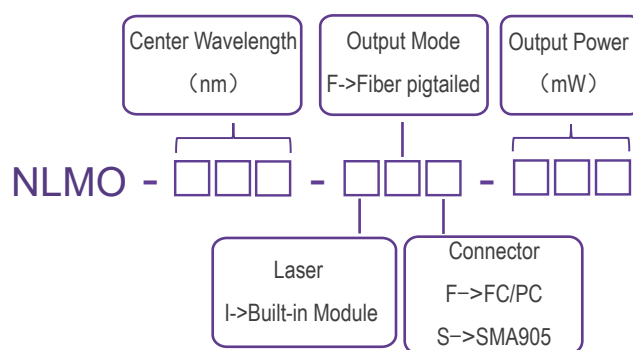 Center Wavelength
（nm）
Output Mode
F->Fiber pigtailed
Output Power
（mW）
NLMO - □□□ - □□□ - □□□
Laser
I->Built-in Module
Connector
F−>FC/PC
S−>SMA905